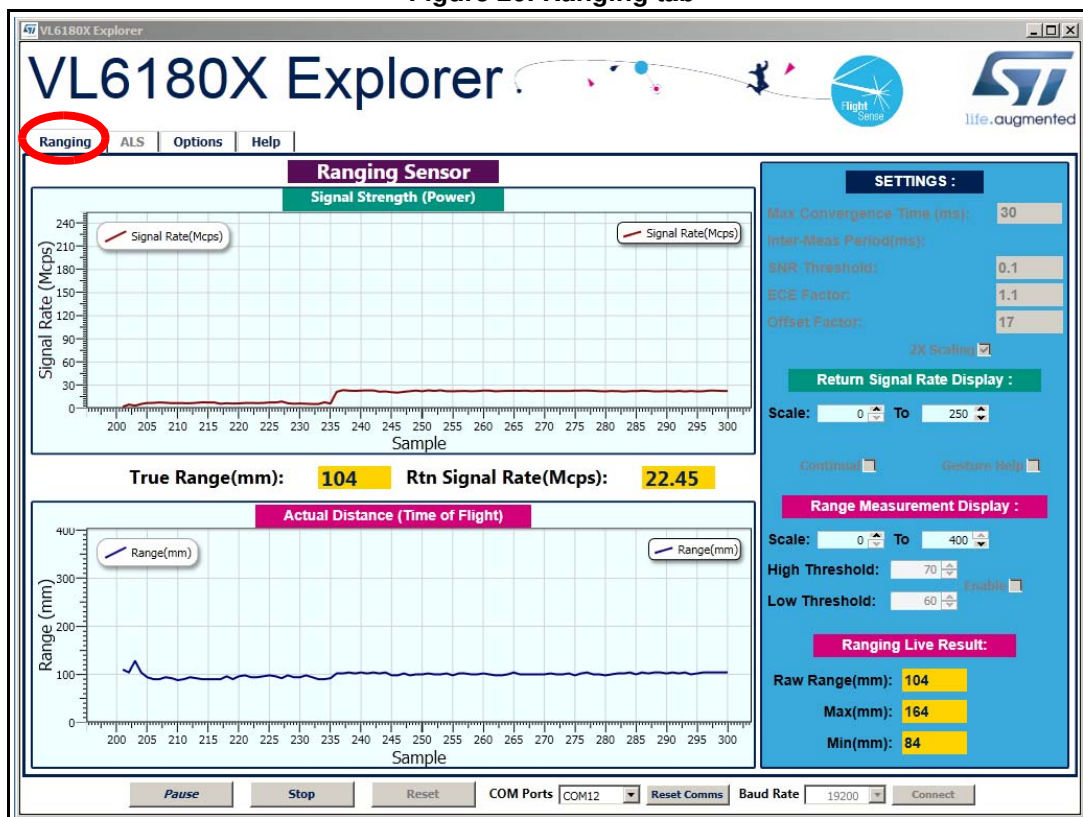 Figure 20. Ranging tab
VL6180X Explorer
VL6180X Explorer
Flight
Sense
life.augmented
Ranging ALS Options Help
Ranging Sensor
Signal Strength (Power)
Signal Rate(Mcps) Signal Rate(Mcps)
Signal Rate (Mcps)
240
210
180
150
120
90
60
30
0
200 205 210 215 220 225 230 235 240 245 250 255 260 265 270 275 280 285 290 295 300
Sample
True Range(mm): 104 Rtn Signal Rate(Mcps): 22.45
Actual Distance (Time of Flight)
Range(mm) Range(mm)
Range (mm)
400
300
200
100
0
200 205 210 215 220 225 230 235 240 245 250 255 260 265 270 275 280 285 290 295 300
Sample
SETTINGS :
Max Convergence Time (ms): 30
Inter-Meas Period(ms):
SNR Threshold: 0.1
ECE Factor: 1.1
Offset Factor: 17
2X Scaling
Return Signal Rate Display :
Scale: 0 To 250
Continual Gesture Help
Range Measurement Display :
Scale: 0 To 400
High Threshold: 70
Enable
Low Threshold: 60
Ranging Live Result:
Raw Range(mm): 104
Max(mm): 164
Min(mm): 84
Pause Stop Reset COM Ports COM12 Reset Comms Baud Rate 19200 Connect